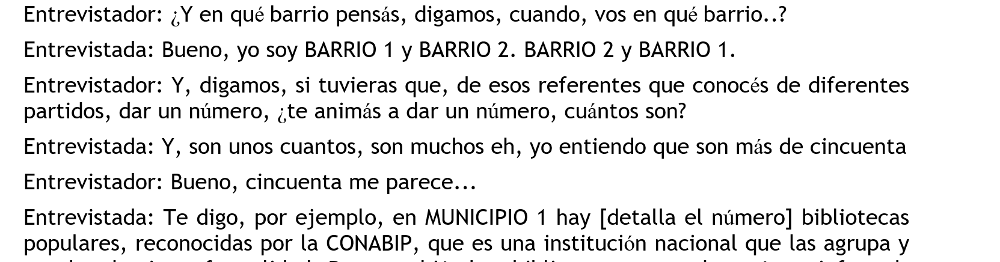 Entrevistador: ¿Y en qué barrio pensás, digamos, cuando, vos en qué barrio..?
Entrevistada: Bueno, yo soy BARRIO 1 y BARRIO 2. BARRIO 2 y BARRIO 1.
Entrevistador: Y, digamos, si tuvieras que, de esos referentes que conocés de diferentes
partidos, dar un número, ¿te animás a dar un número, cuántos son?
Entrevistada: Y, son unos cuantos, son muchos eh, yo entiendo que son más de cincuenta
Entrevistador: Bueno, cincuenta me parece...
Entrevistada: Te digo, por ejemplo, en MUNICIPIO 1 hay [detalla el número] bibliotecas
populares, reconocidas por la CONABIP, que es una institución nacional que las agrupa y